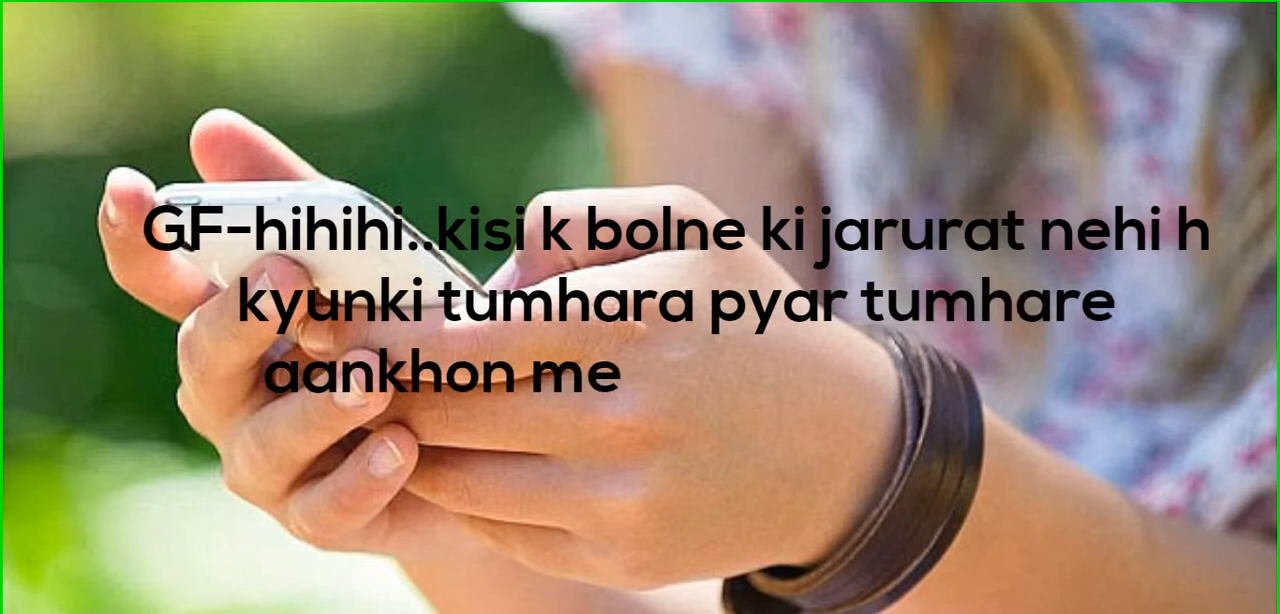 GF-hihihi..kisi k bolne ki jarurat nehi h
kyunki tumhara pyar tumhare
aankhon me